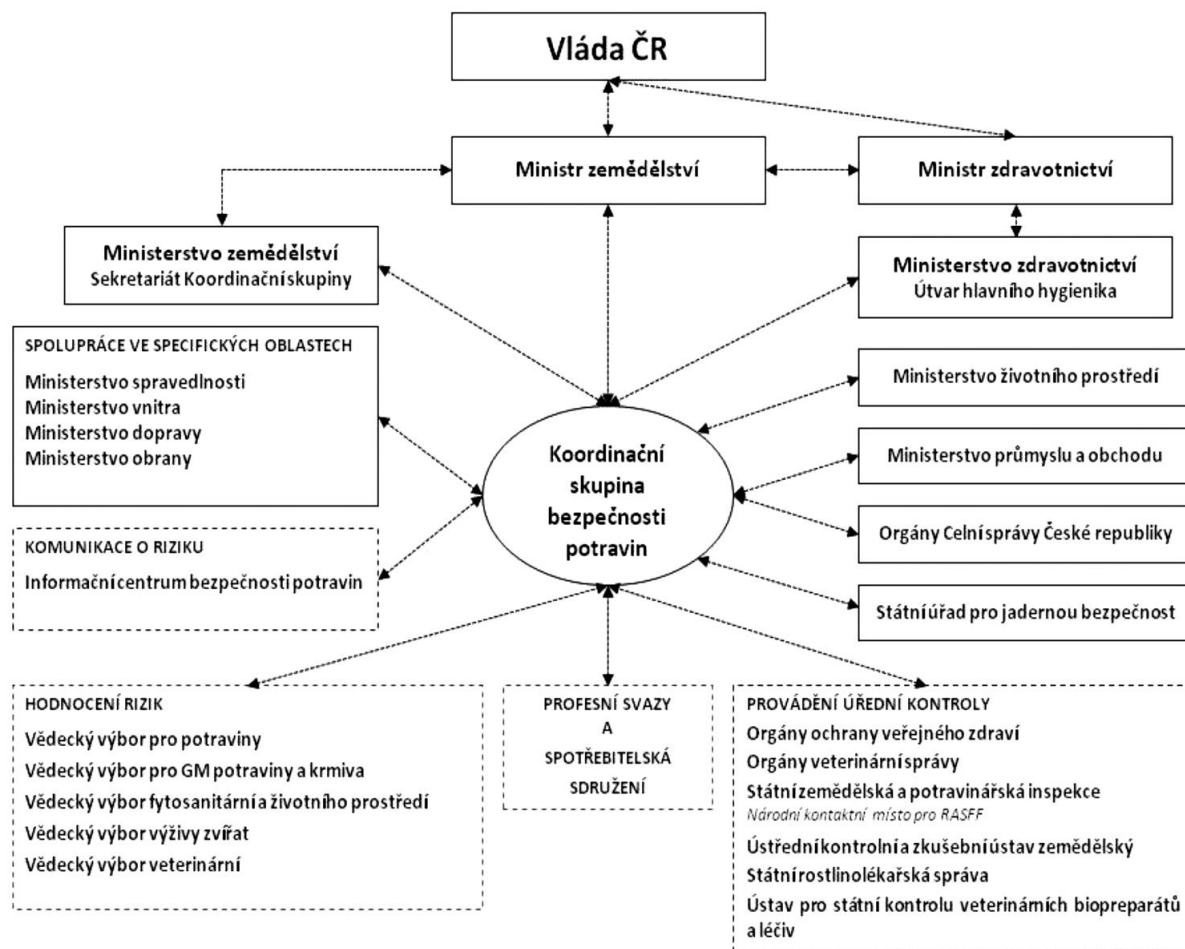 Vláda ČR
Ministr zemědělství
Ministr zdravotnictví
Ministerstvo zemědělství
Sekretariát Koordinační skupiny
Ministerstvo zdravotnictví
Útvar hlavního hygienika
SPOLUPRÁCE VE SPECIFICKÝCH OBLASTECH
Ministerstvo spravedlnosti
Ministerstvo vnitra
Ministerstvo dopravy
Ministerstvo obrany
KOMUNIKACE O RIZIKU
Informační centrum bezpečnosti potravin
Koordinační
skupina
bezpečnosti
potravin
Ministerstvo životního prostředí
Ministerstvo průmyslu a obchodu
Orgány Celní správy České republiky
Státní úřad pro jadernou bezpečnost
HODNOCENÍ RIZIK
Vědecký výbor pro potraviny
Vědecký výbor pro GM potraviny a krmiva
Vědecký výbor fytosanitární a životního prostředí
Vědecký výbor výživy zvířat
Vědecký výbor veterinární
PROFESNÍ SVAZY
A
SPOTŘEBITELSKÁ
SDRUŽENÍ
PROVÁDĚNÍ ÚŘEDNÍ KONTROLY
Orgány ochrany veřejného zdraví
Orgány veterinární správy
Státní zemědělská a potravinářská inspekce
Národní kontaktní místo pro RASFF
Ústřední kontrolní a zkušební ústav zemědělský
Státní rostlinolékařská správa
Ústav pro státní kontrolu veterinárních biopreparátů
a léčiv